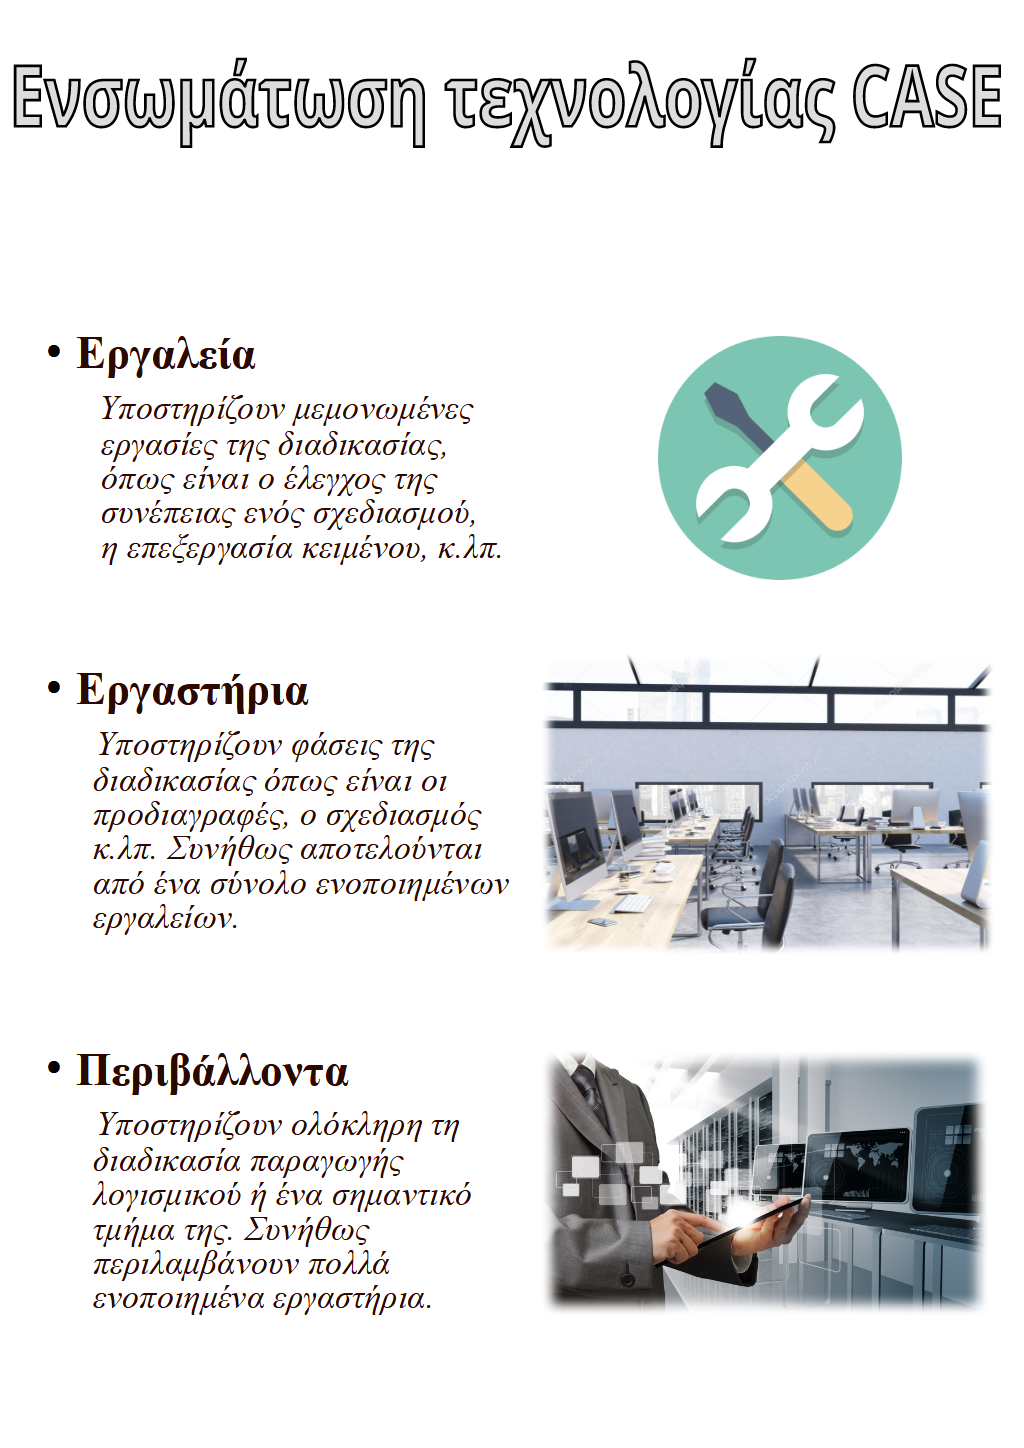 Ενσωμάτωση τεχνολογίας CASE
• Εργαλεία
Υποστηρίζουν μεμονωμένες
εργασίες της διαδικασίας,
όπως είναι ο έλεγχος της
συνέπειας ενός σχεδιασμού,
η επεξεργασία κειμένου, κ.λπ.
• Εργαστήρια
Υποστηρίζουν φάσεις της
διαδικασίας όπως είναι οι
προδιαγραφές, ο σχεδιασμός
κ.λπ. Συνήθως αποτελούνται
από ένα σύνολο ενοποιημένων
εργαλείων.
• Περιβάλλοντα
Υποστηρίζουν ολόκληρη τη
διαδικασία παραγωγής
λογισμικού ή ένα σημαντικό
τμήμα της. Συνήθως
περιλαμβάνουν πολλά
ενοποιημένα εργαστήρια.